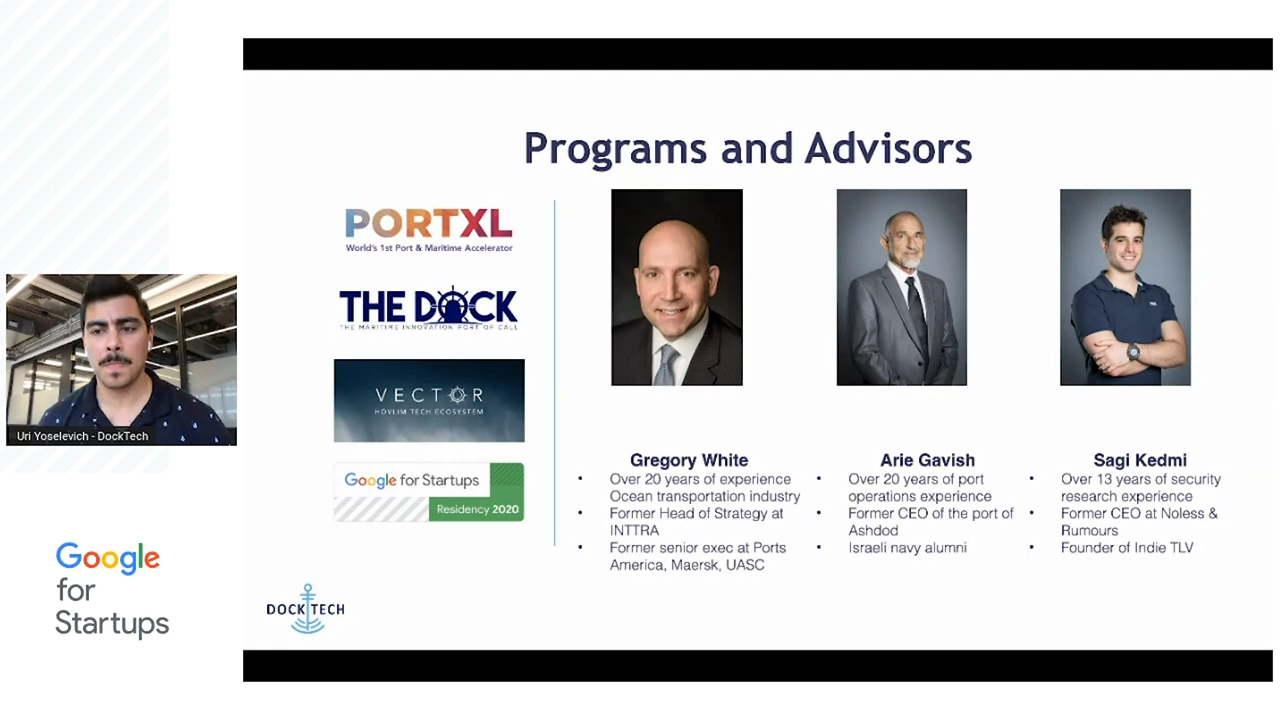 Programs and Advisors
PORTXL
World's 1st Port & Maritime Accelerator
THE DOCK
THE MARITIME INNOVATION PORT OF CALL
VECTOR
HOVLIM TECH ECOSYSTEM
Google for Startups
Residency 2020
Gregory White
• Over 20 years of experience
Ocean transportation industry
• Former Head of Strategy at
INTTRA
• Former senior exec at Ports
America, Maersk, UASC
Arie Gavish
• Over 20 years of port
operations experience
• Former CEO of the port of
Ashdod
• Israeli navy alumni
Sagi Kedmi
• Over 13 years of security
research experience
• Former CEO at Noless &
Rumours
• Founder of Indie TLV
Uri Yoselevich - DockTech
Google
for
Startups
DOCKTECH